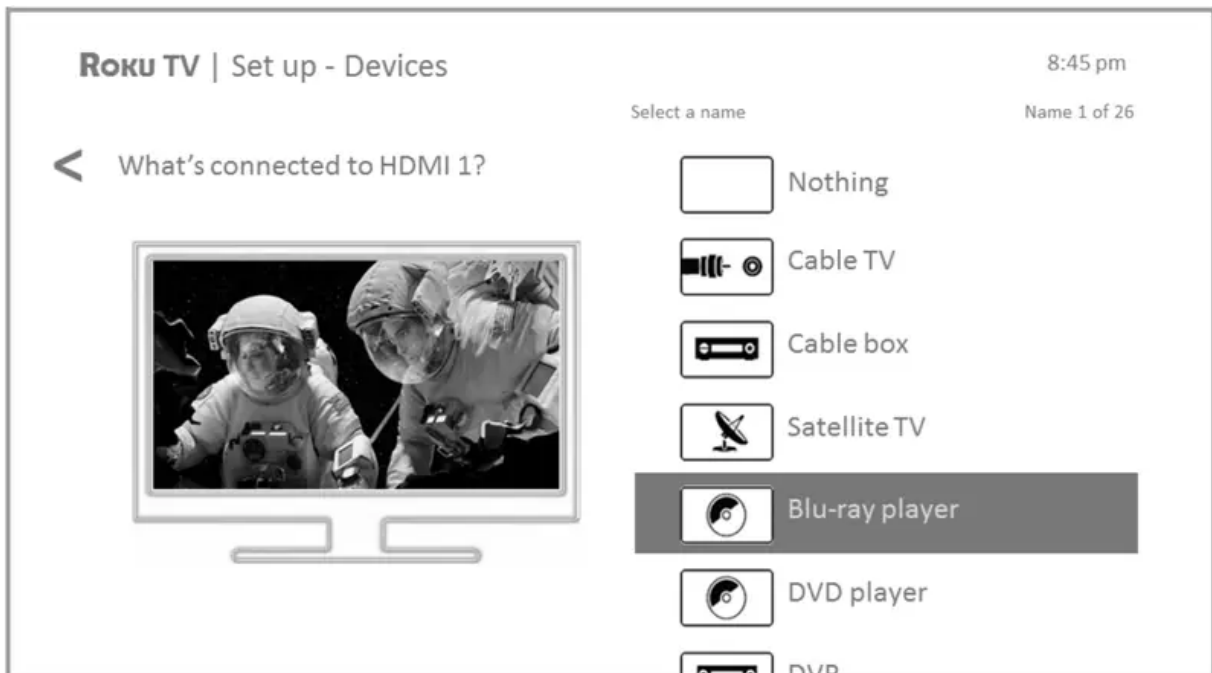 ROKU TV | Set up - Devices
8:45 pm
Select a name
Name 1 of 26
< What's connected to HDMI 1?
Nothing
Cable TV
Cable box
Satellite TV
Blu-ray player
DVD player
DVR